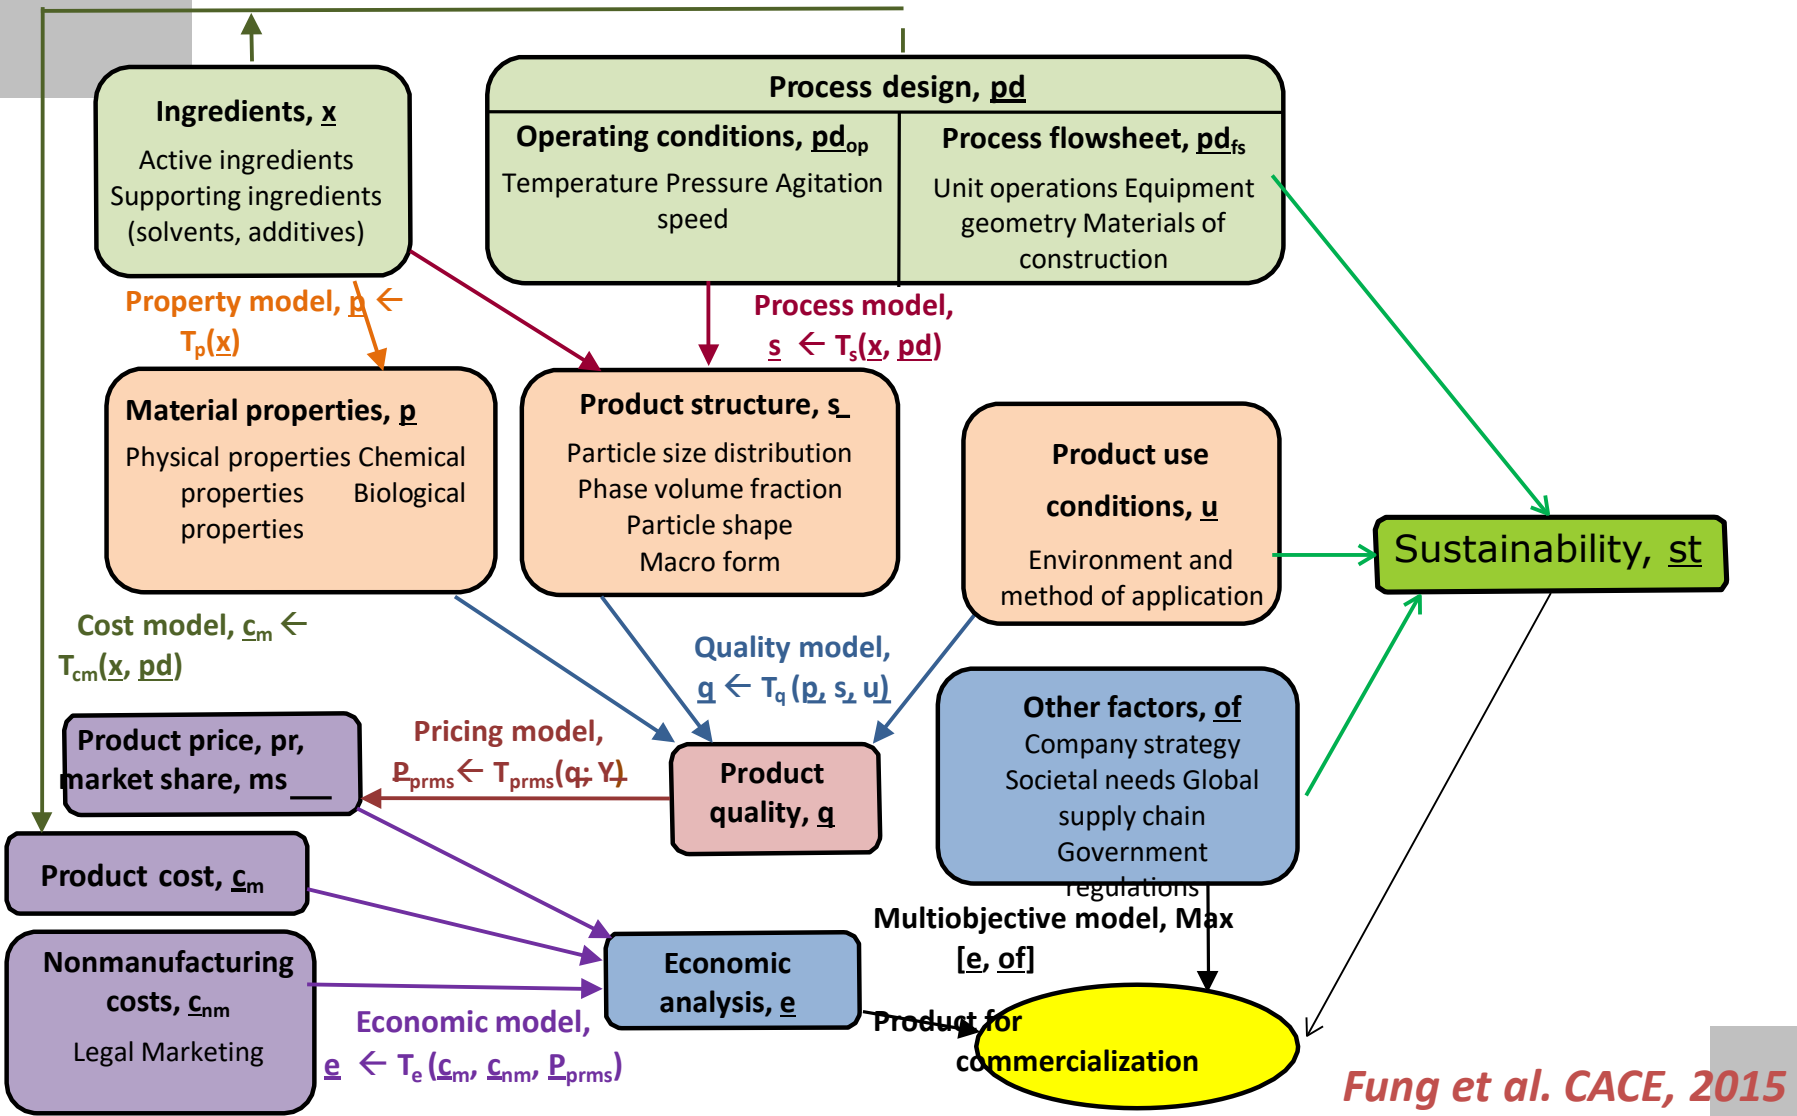 Ingredients, x
Active ingredients
Supporting ingredients
(solvents, additives)
Process design, pd
Operating conditions, pdop
Temperature Pressure Agitation
speed
Process flowsheet, pdfs
Unit operations Equipment
geometry Materials of
construction
Property model, p ←
Tp(x)
Process model,
s ← Ts(x, pd)
Material properties, p
Physical properties Chemical
properties Biological
properties
Product structure, s_
Particle size distribution
Phase volume fraction
Particle shape
Macro form
Product use
conditions, u
Environment and
method of application
Sustainability, st
Cost model, cm ←
Tcm(x, pd)
Quality model,
q ← Tq (p, s, u)
Product price, pr,
market share, ms
Pricing model,
Pprms ← Tprms(q; Y)
Product
quality, q
Other factors, of
Company strategy
Societal needs Global
supply chain
Government
regulations
Product cost, cm
Nonmanufacturing
costs, cnm
Legal Marketing
Economic
analysis, e
Economic model,
e ← Te (cm, cnm, Pprms)
Multiobjective model, Max
[e, of]
Product for
commercialization
Fung et al. CACE, 2015